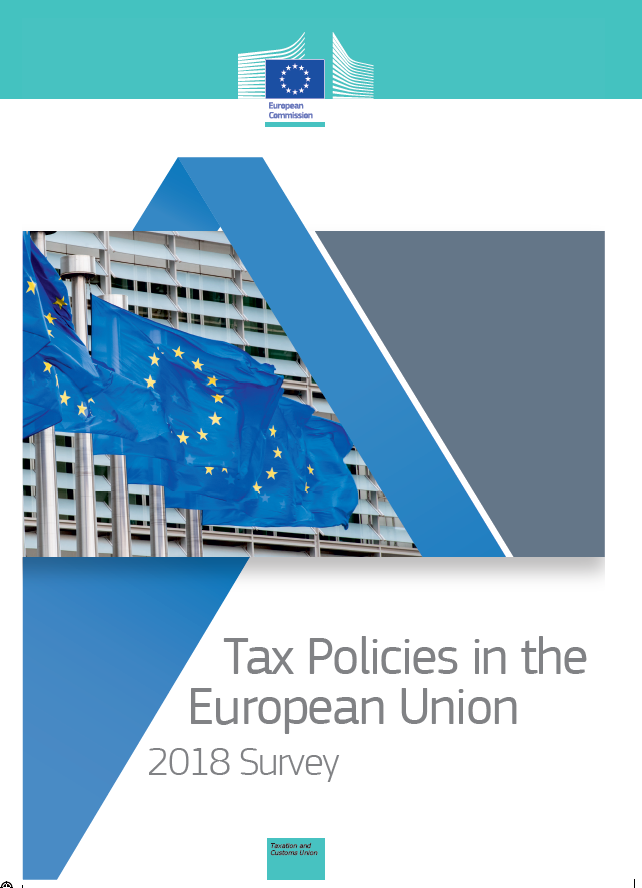 European
Commission
Tax Policies in the
European Union
2018 Survey
Taxation and
Customs Union